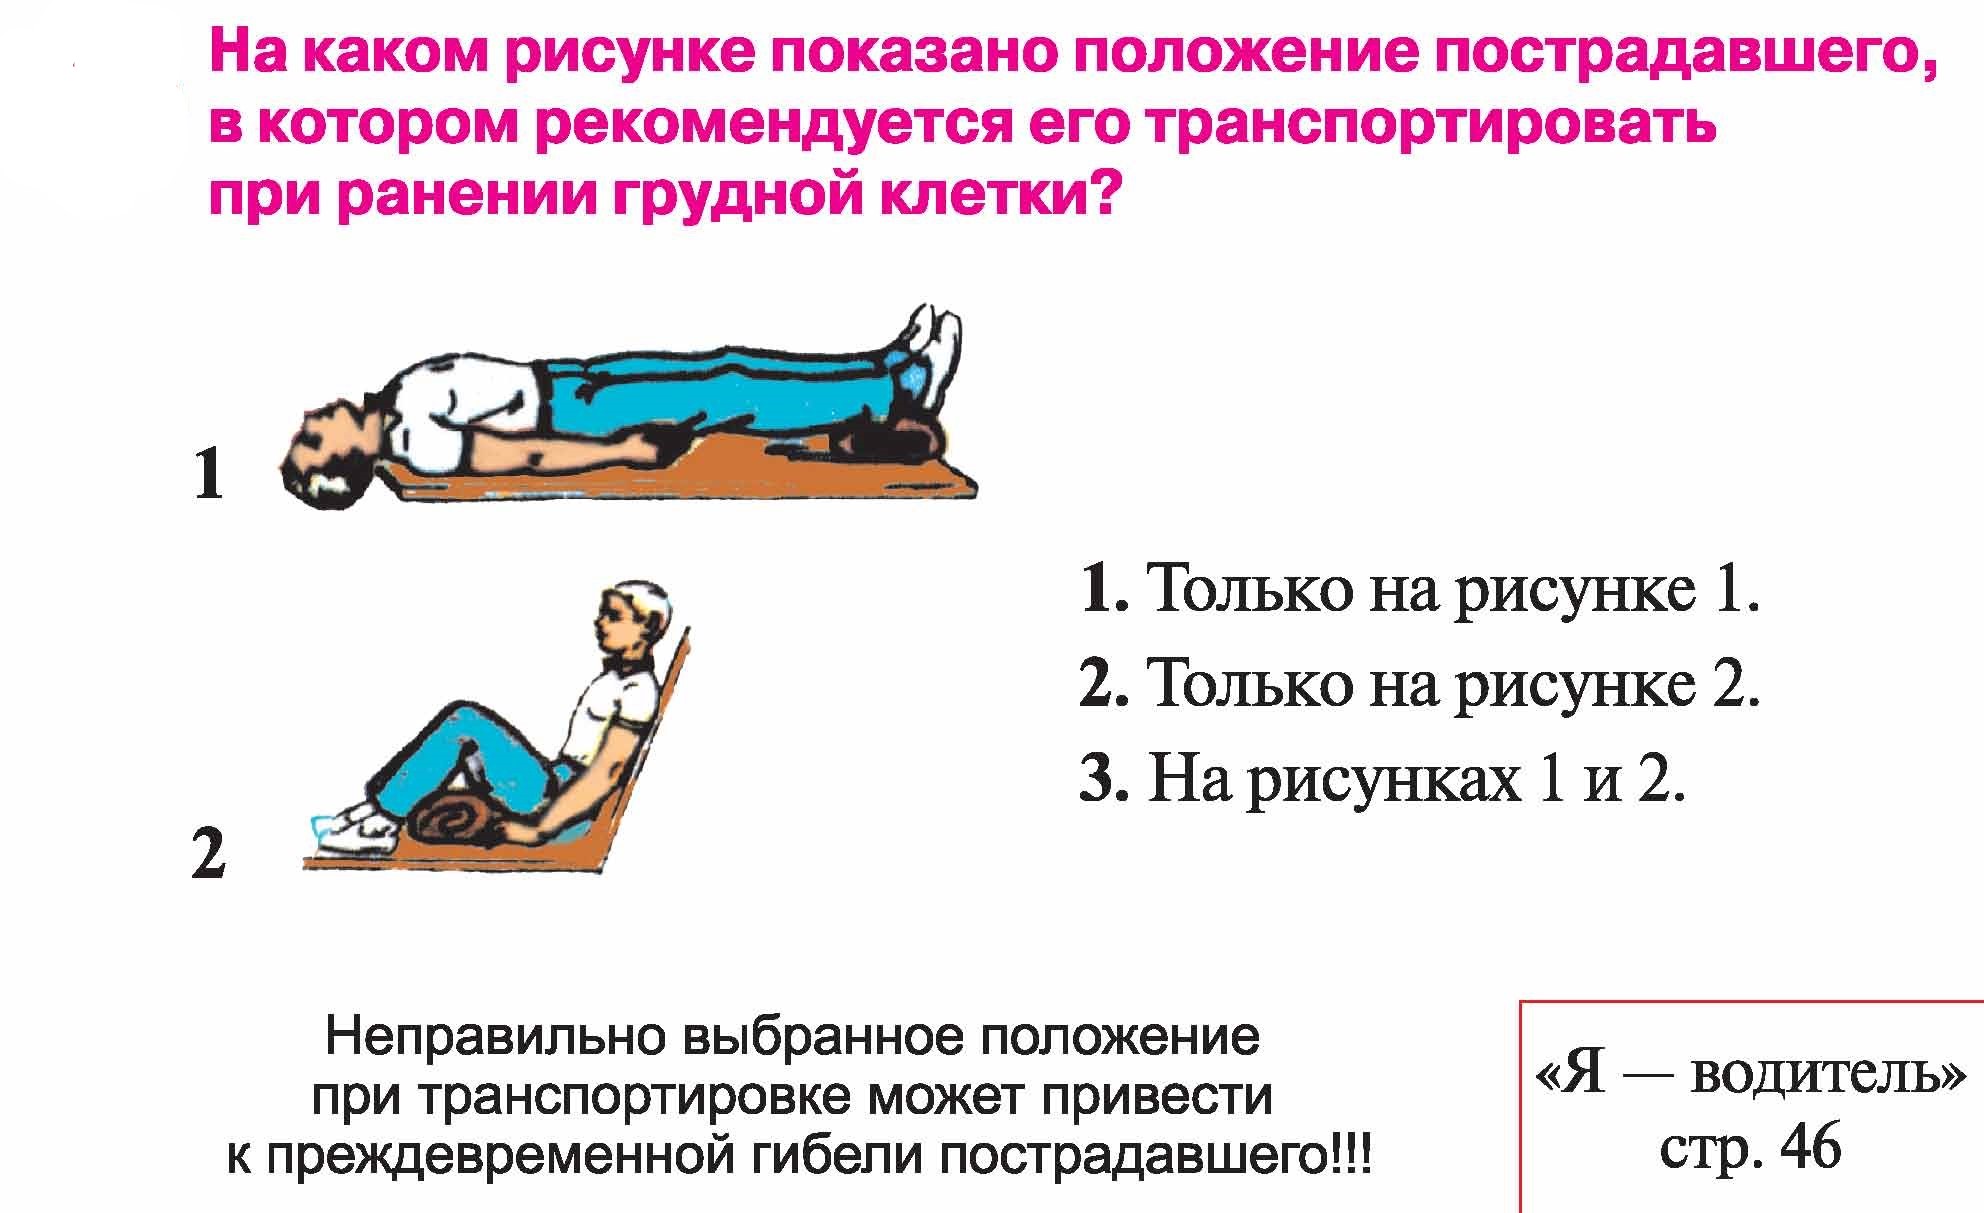 На каком рисунке показано положение пострадавшего,
в котором рекомендуется его транспортировать
при ранении грудной клетки?
1
1. Только на рисунке 1.
2. Только на рисунке 2.
3. На рисунках 1 и 2.
2
Неправильно выбранное положение
при транспортировке может привести
к преждевременной гибели пострадавшего!!!
«Я — водитель»
стр. 46